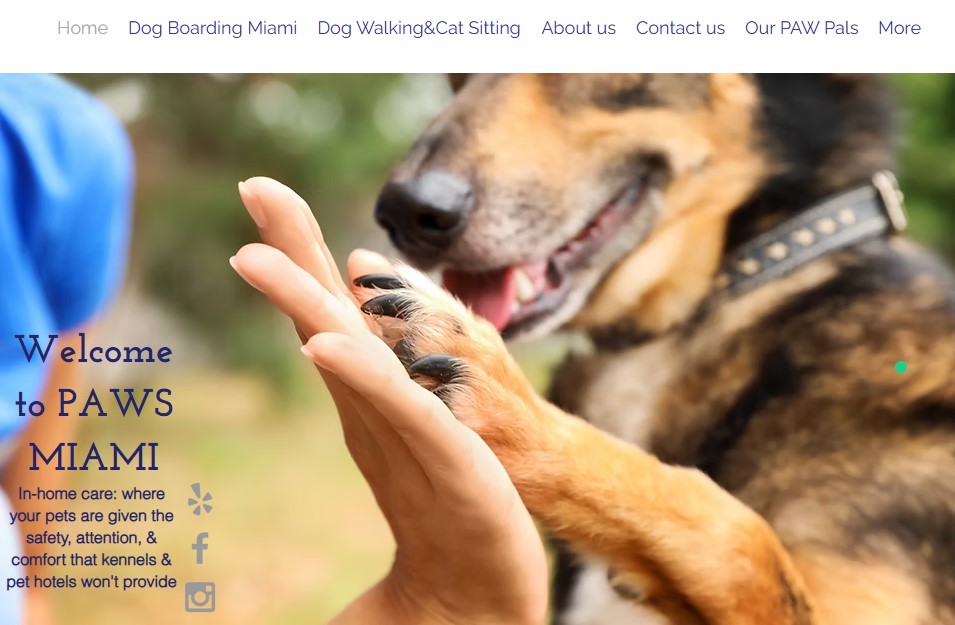 Home Dog Boarding Miami Dog Walking&Cat Sitting About us Contact us Our PAW Pals More
Welcome
to PAWS
MIAMI
In-home care: where
your pets are given the
safety, attention, &
comfort that kennels &
pet hotels won't provide